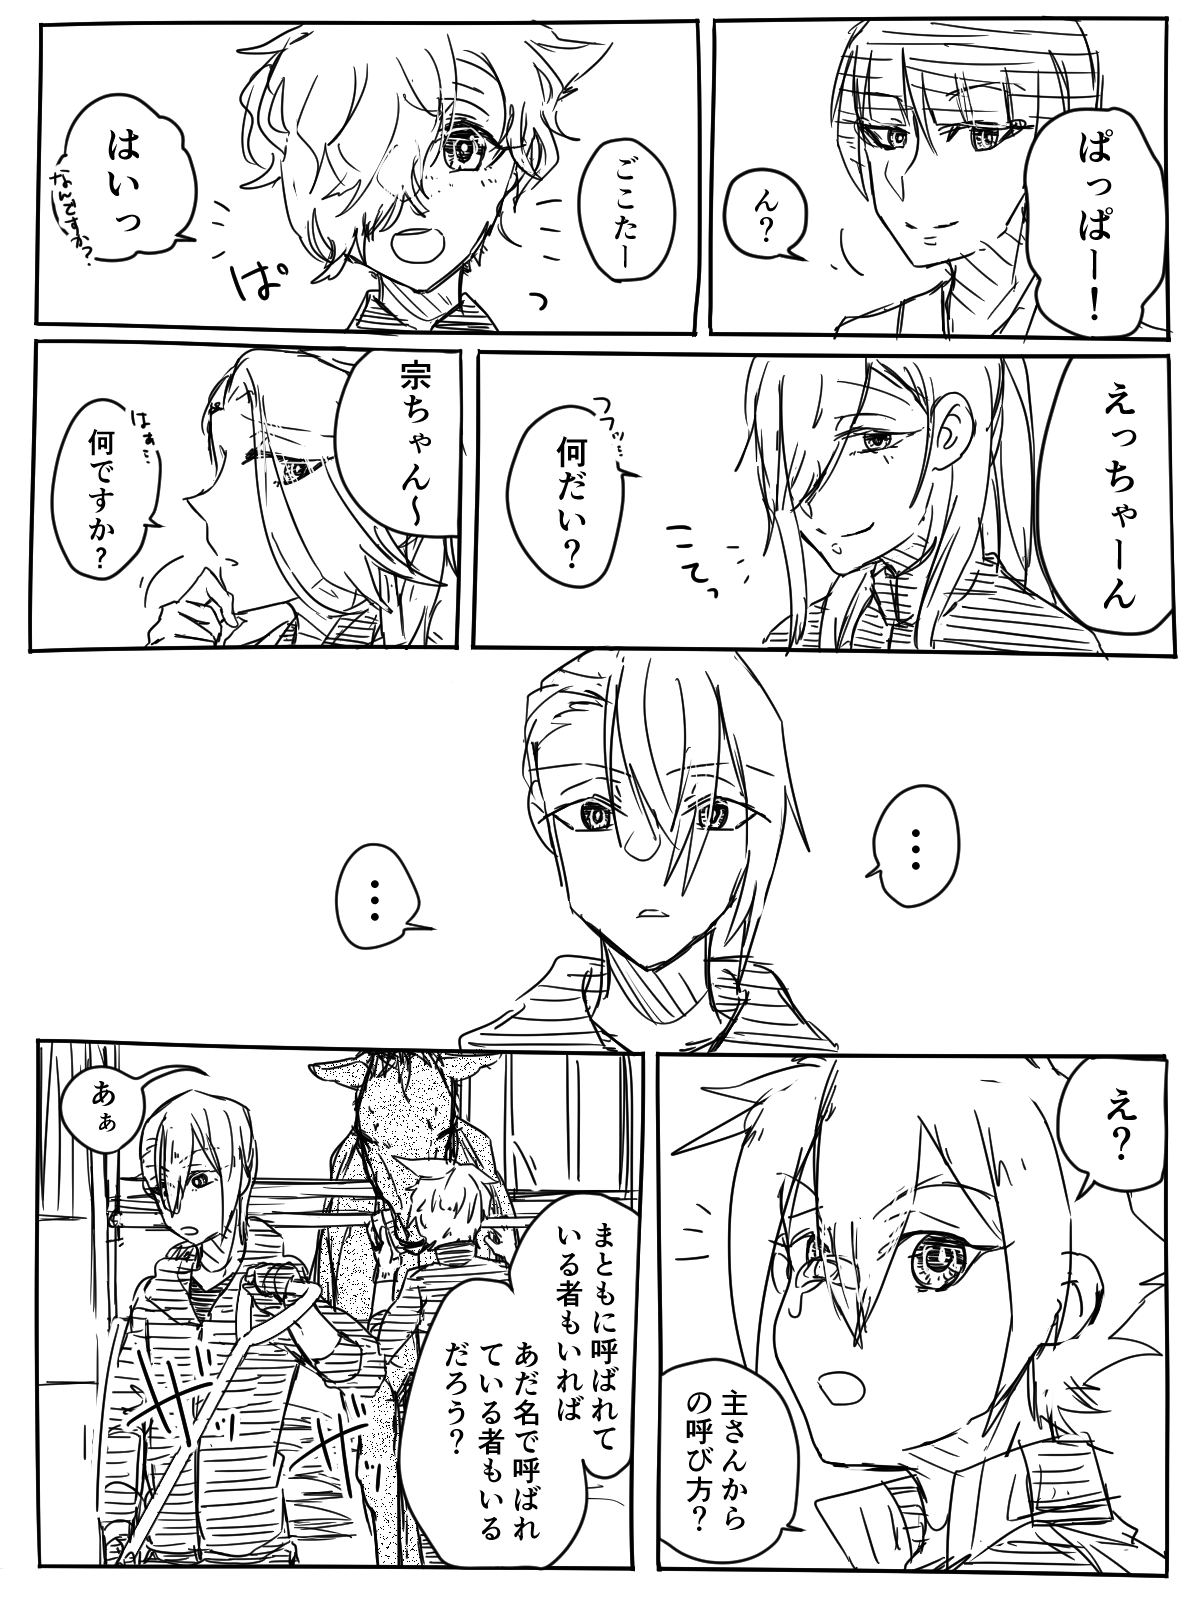 ぱっぱー！
ん？
ごこたー
ぱ
っ
はいっ
なんですか？
えっちゃーん
フフッ…
何だい？
にてっ
宗ちゃん～
はぁ…
何ですか？
…
…
え？
主さんから
の呼び方？
まともに呼ばれて
いる者もいれば
あだ名で呼ばれ
ている者もいる
だろう？
あぁ